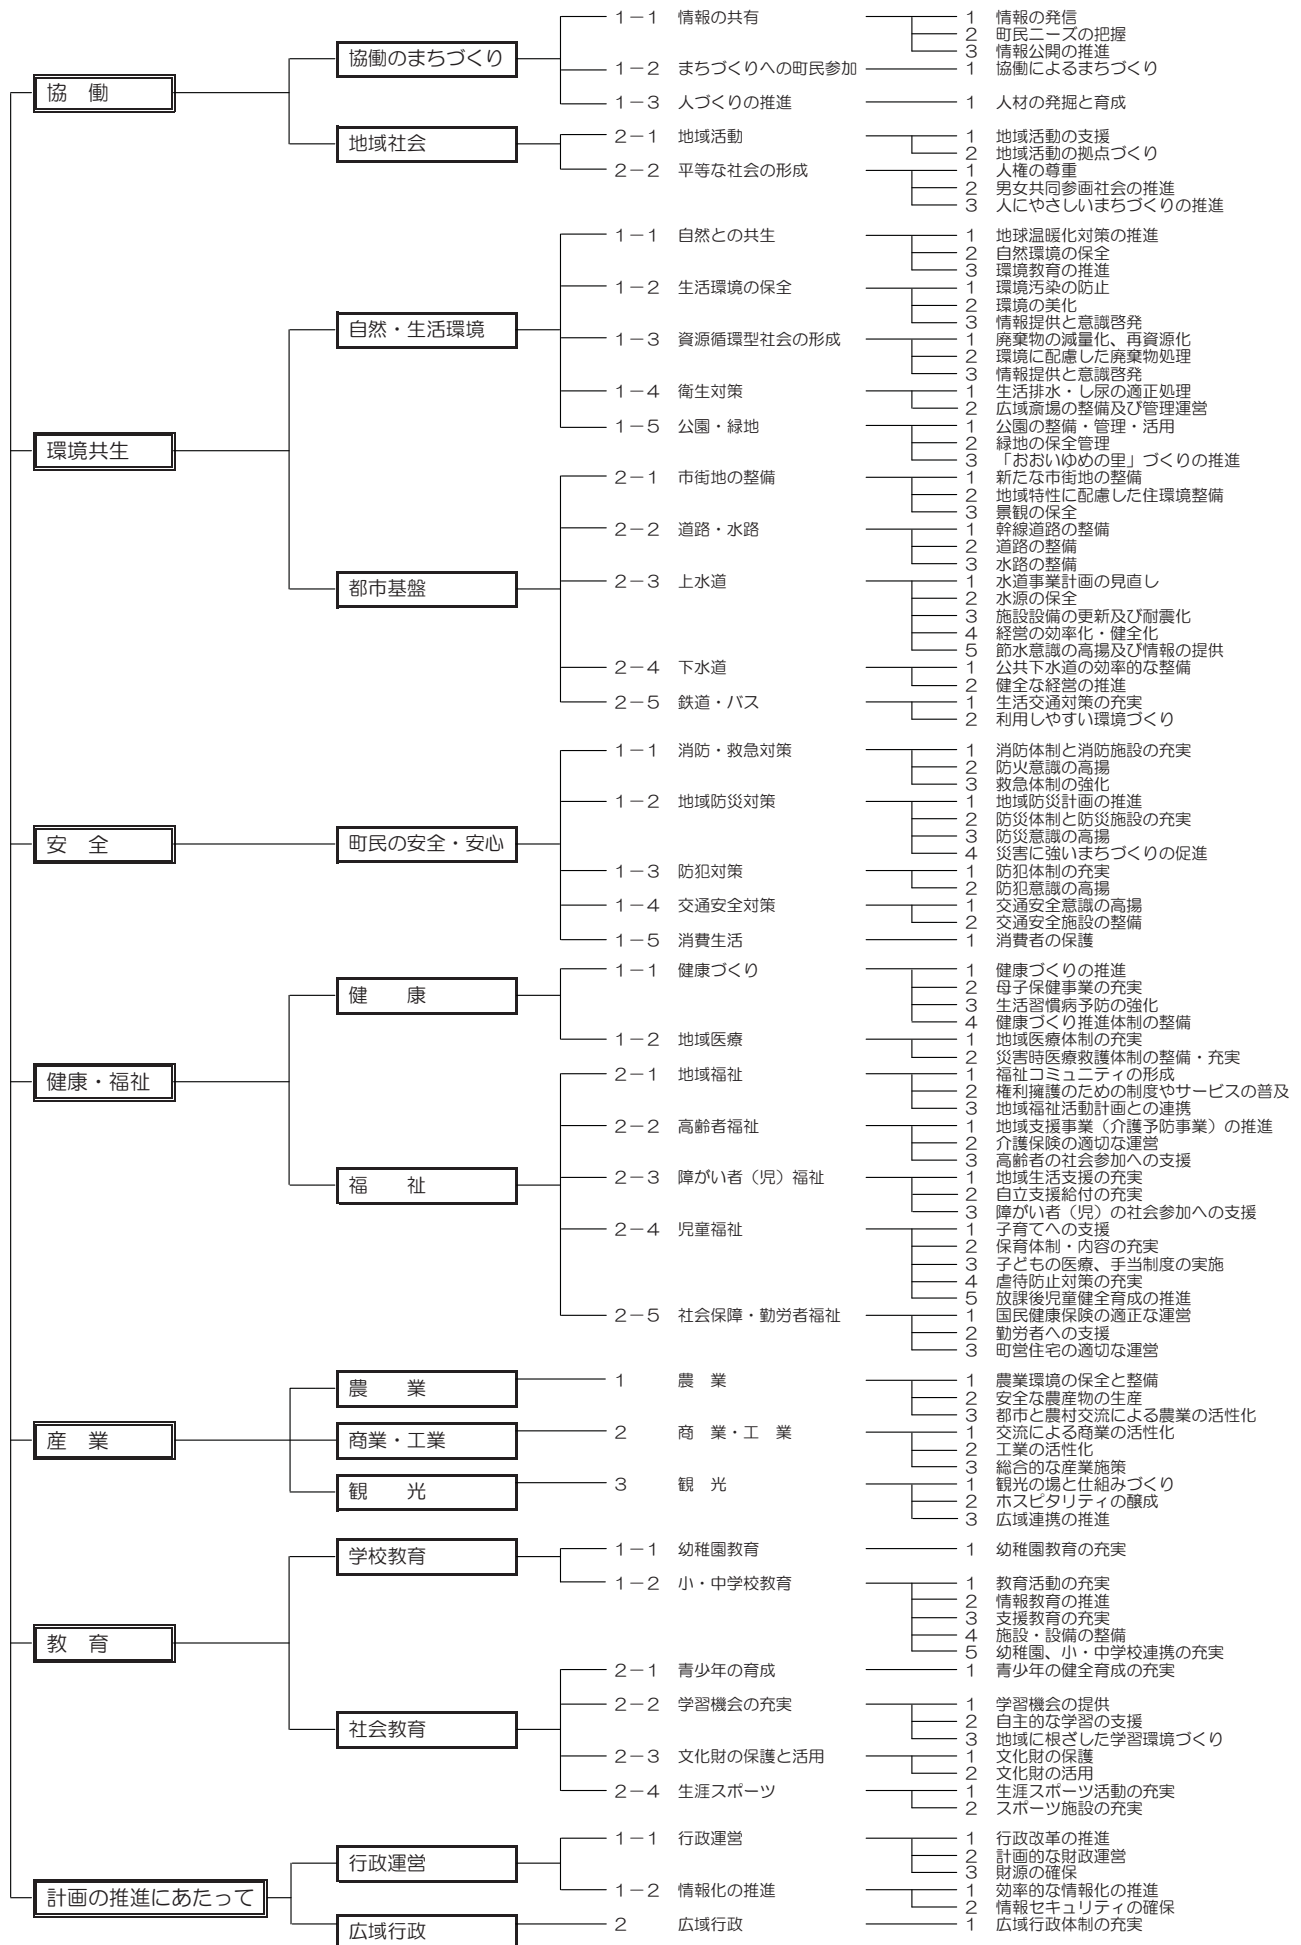 協　働
協働のまちづくり
1－1　情報の共有
1　情報の発信
2　町民ニーズの把握
3　情報公開の推進
1－2　まちづくりへの町民参加
1　協働によるまちづくり
1－3　人づくりの推進
1　人材の発掘と育成
地域社会
2－1　地域活動
1　地域活動の支援
2　地域活動の拠点づくり
2－2　平等な社会の形成
1　人権の尊重
2　男女共同参画社会の推進
3　人にやさしいまちづくりの推進
環境共生
自然・生活環境
1－1　自然との共生
1　地球温暖化対策の推進
2　自然環境の保全
3　環境教育の推進
1－2　生活環境の保全
1　環境汚染の防止
2　環境の美化
3　情報提供と意識啓発
1－3　資源循環型社会の形成
1　廃棄物の減量化、再資源化
2　環境に配慮した廃棄物処理
3　情報提供と意識啓発
1－4　衛生対策
1　生活排水・し尿の適正処理
2　広域斎場の整備及び管理運営
1－5　公園・緑地
1　公園の整備・管理・活用
2　緑地の保全管理
3　「おおいゆめの里」づくりの推進
都市基盤
2－1　市街地の整備
1　新たな市街地の整備
2　地域特性に配慮した住環境整備
3　景観の保全
2－2　道路・水路
1　幹線道路の整備
2　道路の整備
3　水路の整備
2－3　上水道
1　水道事業計画の見直し
2　水源の保全
3　施設設備の更新及び耐震化
4　経営の効率化・健全化
5　節水意識の高揚及び情報の提供
2－4　下水道
1　公共下水道の効率的な整備
2　健全な経営の推進
2－5　鉄道・バス
1　生活交通対策の充実
2　利用しやすい環境づくり
安　全
町民の安全・安心
1－1　消防・救急対策
1　消防体制と消防施設の充実
2　防火意識の高揚
3　救急体制の強化
1－2　地域防災対策
1　地域防災計画の推進
2　防災体制と防災施設の充実
3　防災意識の高揚
4　災害に強いまちづくりの促進
1－3　防犯対策
1　防犯体制の充実
2　防犯意識の高揚
1－4　交通安全対策
1　交通安全意識の高揚
2　交通安全施設の整備
1－5　消費生活
1　消費者の保護
健康・福祉
健　　康
1－1　健康づくり
1　健康づくりの推進
2　母子保健事業の充実
3　生活習慣病予防の強化
4　健康づくり推進体制の整備
1－2　地域医療
1　地域医療体制の充実
2　災害時医療救護体制の整備・充実
福　　祉
2－1　地域福祉
1　福祉コミュニティの形成
2　権利擁護のための制度やサービスの普及
3　地域福祉活動計画との連携
2－2　高齢者福祉
1　地域支援事業（介護予防事業）の推進
2　介護保険の適切な運営
3　高齢者の社会参加への支援
2－3　障がい者（児）福祉
1　地域生活支援の充実
2　自立支援給付の充実
3　障がい者（児）の社会参加への支援
2－4　児童福祉
1　子育てへの支援
2　保育体制・内容の充実
3　子どもの医療、手当制度の実施
4　虐待防止対策の充実
5　放課後児童健全育成の推進
2－5　社会保障・勤労者福祉
1　国民健康保険の適正な運営
2　勤労者への支援
3　町営住宅の適切な運営
産　業
農　　業
1　農　業
1　農業環境の保全と整備
2　安全な農産物の生産
3　都市と農村交流による農業の活性化
商業・工業
2　商　業・工　業
1　交流による商業の活性化
2　工業の活性化
3　総合的な産業施策
観　　光
3　観　光
1　観光の場と仕組みづくり
2　ホスピタリティの醸成
3　広域連携の推進
教　育
学校教育
1－1　幼稚園教育
1　幼稚園教育の充実
1－2　小・中学校教育
1　教育活動の充実
2　情報教育の推進
3　支援教育の充実
4　施設・設備の整備
5　幼稚園、小・中学校連携の充実
社会教育
2－1　青少年の育成
1　青少年の健全育成の充実
2－2　学習機会の充実
1　学習機会の提供
2　自主的な学習の支援
3　地域に根ざした学習環境づくり
2－3　文化財の保護と活用
1　文化財の保護
2　文化財の活用
2－4　生涯スポーツ
1　生涯スポーツ活動の充実
2　スポーツ施設の充実
計画の推進にあたって
行政運営
1－1　行政運営
1　行政改革の推進
2　計画的な財政運営
3　財源の確保
1－2　情報化の推進
1　効率的な情報化の推進
2　情報セキュリティの確保
広域行政
2　広域行政
1　広域行政体制の充実